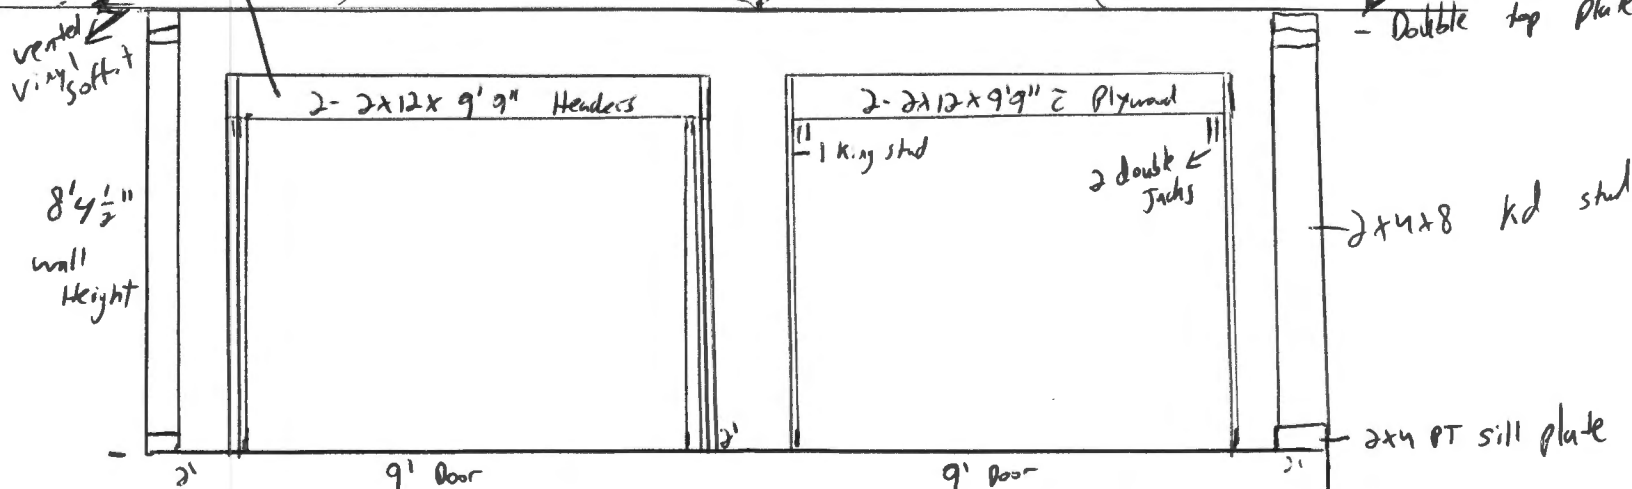 vented
vinyl
soffit
- Double top plate
2- 2x12x 9'9" Headers
2- 2x12x9'9" c̄ Plywood
- 1 King stud
2 double
Jacks
8'4 1/2"
wall
Height
2x4x8 kd stud
2x4 PT sill plate
2'
2'
9' Door
9' Door
2'